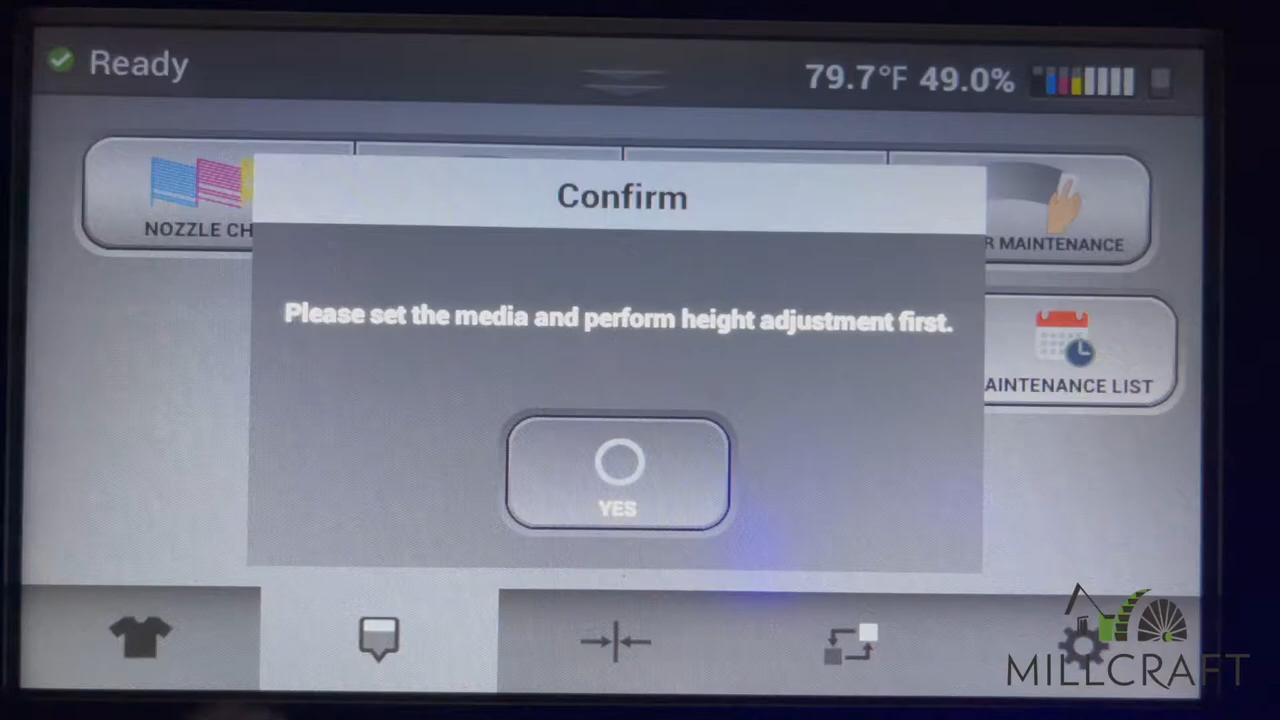 Ready
79.7°F 49.0%
NOZZLE CH
Confirm
R MAINTENANCE
Please set the media and perform height adjustment first.
AINTENANCE LIST
YES
MILLCRAFT